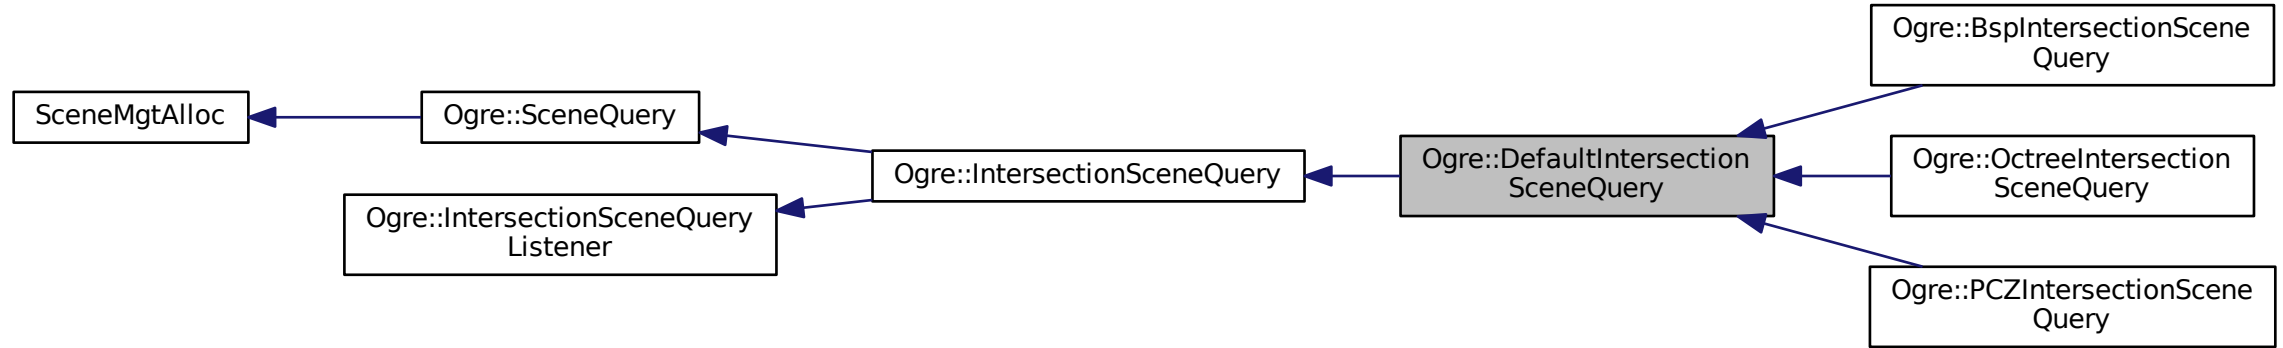 SceneMgtAlloc
Ogre::SceneQuery
Ogre::IntersectionSceneQuery
Listener
Ogre::IntersectionSceneQuery
Ogre::DefaultIntersection
SceneQuery
Ogre::BspIntersectionScene
Query
Ogre::OctreeIntersection
SceneQuery
Ogre::PCZIntersectionScene
Query